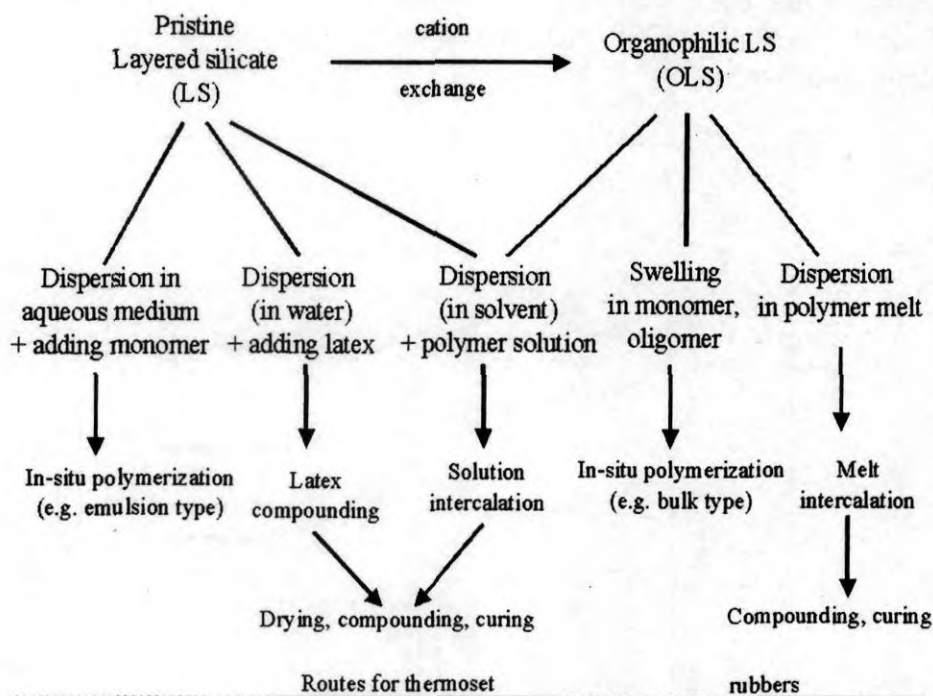 Pristine
Layered silicate
(LS)
cation
exchange
Organophilic LS
(OLS)
Dispersion in
aqueous medium
+ adding monomer
Dispersion
(in water)
+ adding latex
Dispersion
(in solvent)
+ polymer solution
Swelling
in monomer,
oligomer
Dispersion
in polymer melt
In-situ polymerization
(e.g. emulsion type)
Latex
compounding
Solution
intercalation
In-situ polymerization
(e.g. bulk type)
Melt
intercalation
Drying, compounding, curing
Compounding, curing
Routes for thermoset rubbers